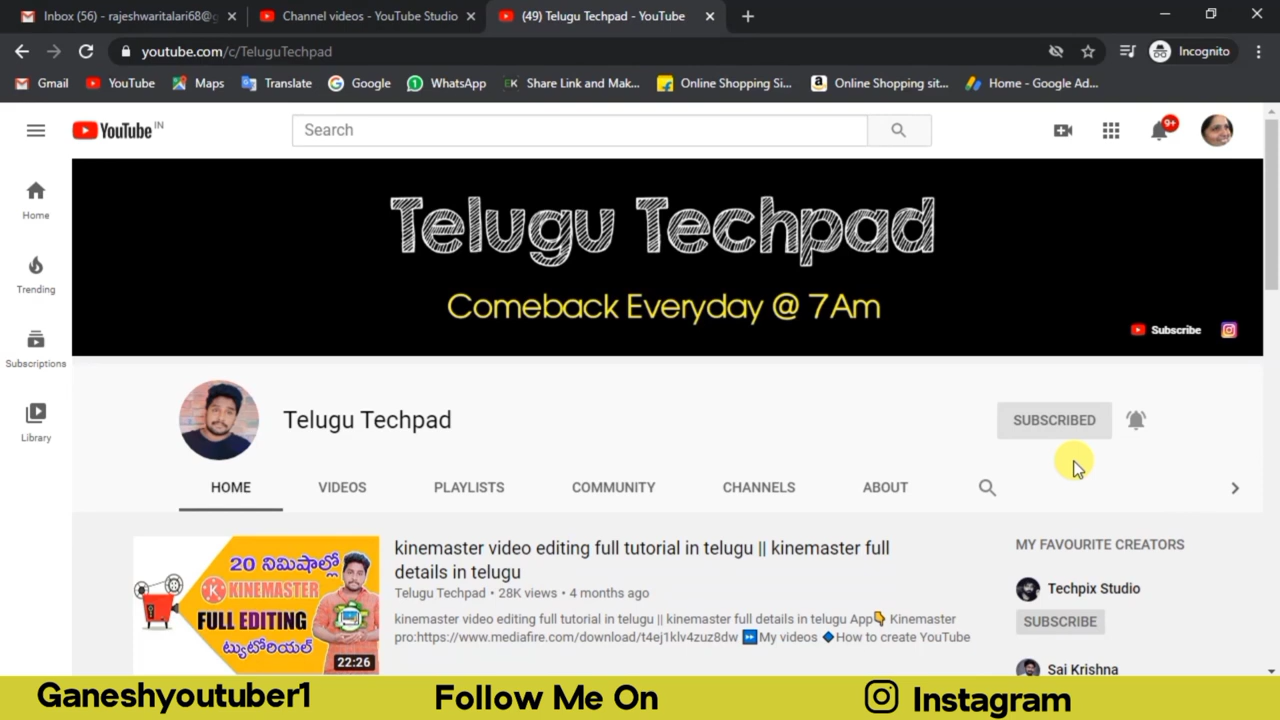 Inbox (56) - rajeshwaritalari68@g
Channel videos - YouTube Studio
(49) Telugu Techpad - YouTube
youtube.com/c/TeluguTechpad
Incognito
Gmail
YouTube
Maps
Translate
Google
WhatsApp
EK Share Link and Mak...
Online Shopping Si...
Online Shopping sit...
Home - Google Ad...
YouTube IN
Search
9+
Home
Trending
Subscriptions
Library
Telugu Techpad
Comeback Everyday @ 7Am
Subscribe
Telugu Techpad
SUBSCRIBED
HOME
VIDEOS
PLAYLISTS
COMMUNITY
CHANNELS
ABOUT
20 నిమిషాల్లో
KINEMASTER
FULL EDITING
ట్యుటోరియల్
22:26
kinemaster video editing full tutorial in telugu || kinemaster full
details in telugu
Telugu Techpad • 28K views • 4 months ago
kinemaster video editing full tutorial in telugu || kinemaster full details in telugu App👇 Kinemaster
pro:https://www.mediafire.com/download/t4ej1klv4zuz8dw ⏩My videos 🔷How to create YouTube
MY FAVOURITE CREATORS
Techpix Studio
SUBSCRIBE
Sai Krishna
Ganeshyoutuber1
Follow Me On
Instagram